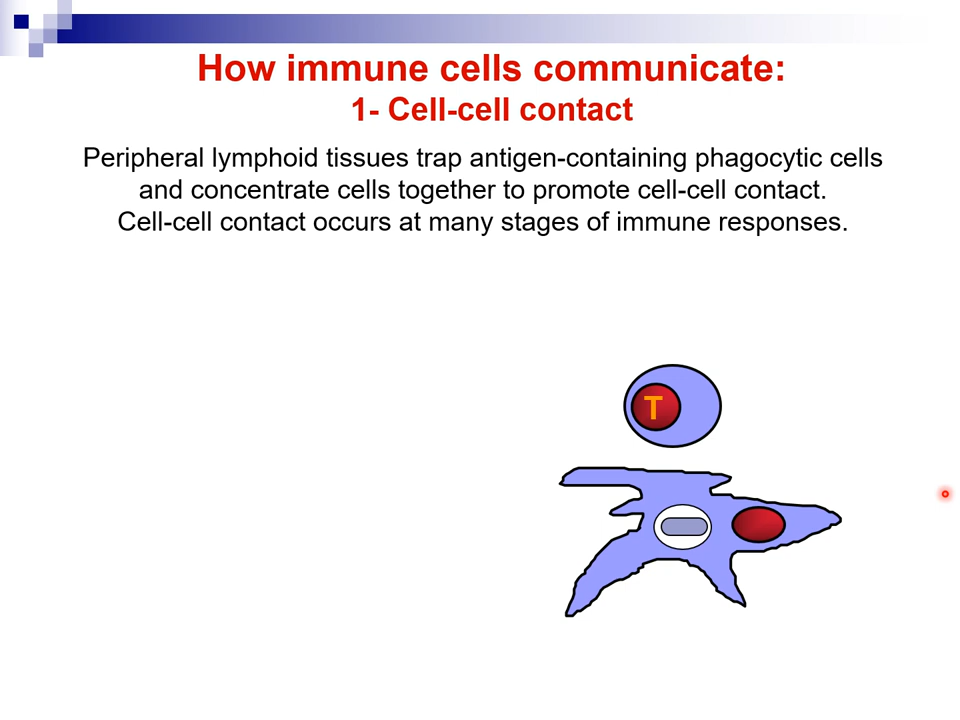 How immune cells communicate:
1- Cell-cell contact
Peripheral lymphoid tissues trap antigen-containing phagocytic cells
and concentrate cells together to promote cell-cell contact.
Cell-cell contact occurs at many stages of immune responses.
T